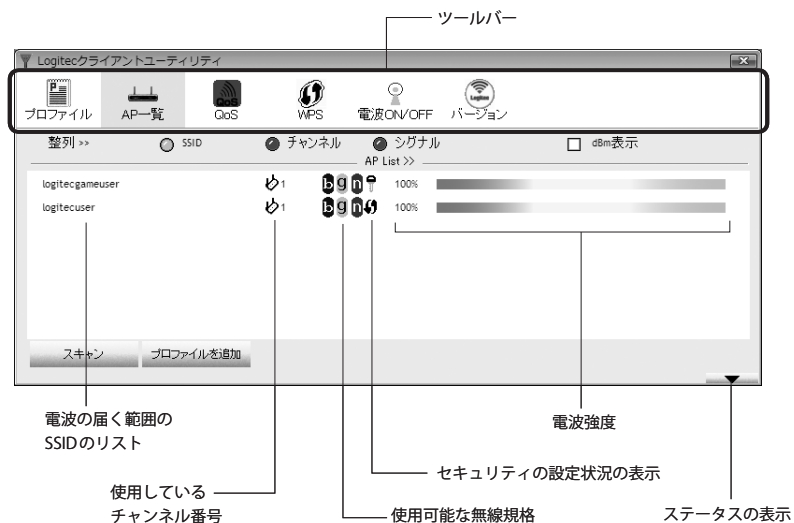 ツールバー
Logitecクライアントユーティリティ
プロファイル AP一覧 QoS WPS 電波ON/OFF バージョン
QoS
Logitec
整列 >> SSID チャンネル シグナル dBm表示
AP List >>
logitecgameuser 1 b g n 100%
logitecuser 1 b g n 100%
スキャン プロファイルを追加
電波の届く範囲の
SSIDのリスト
電波強度
セキュリティの設定状況の表示
使用している
チャンネル番号
使用可能な無線規格
ステータスの表示